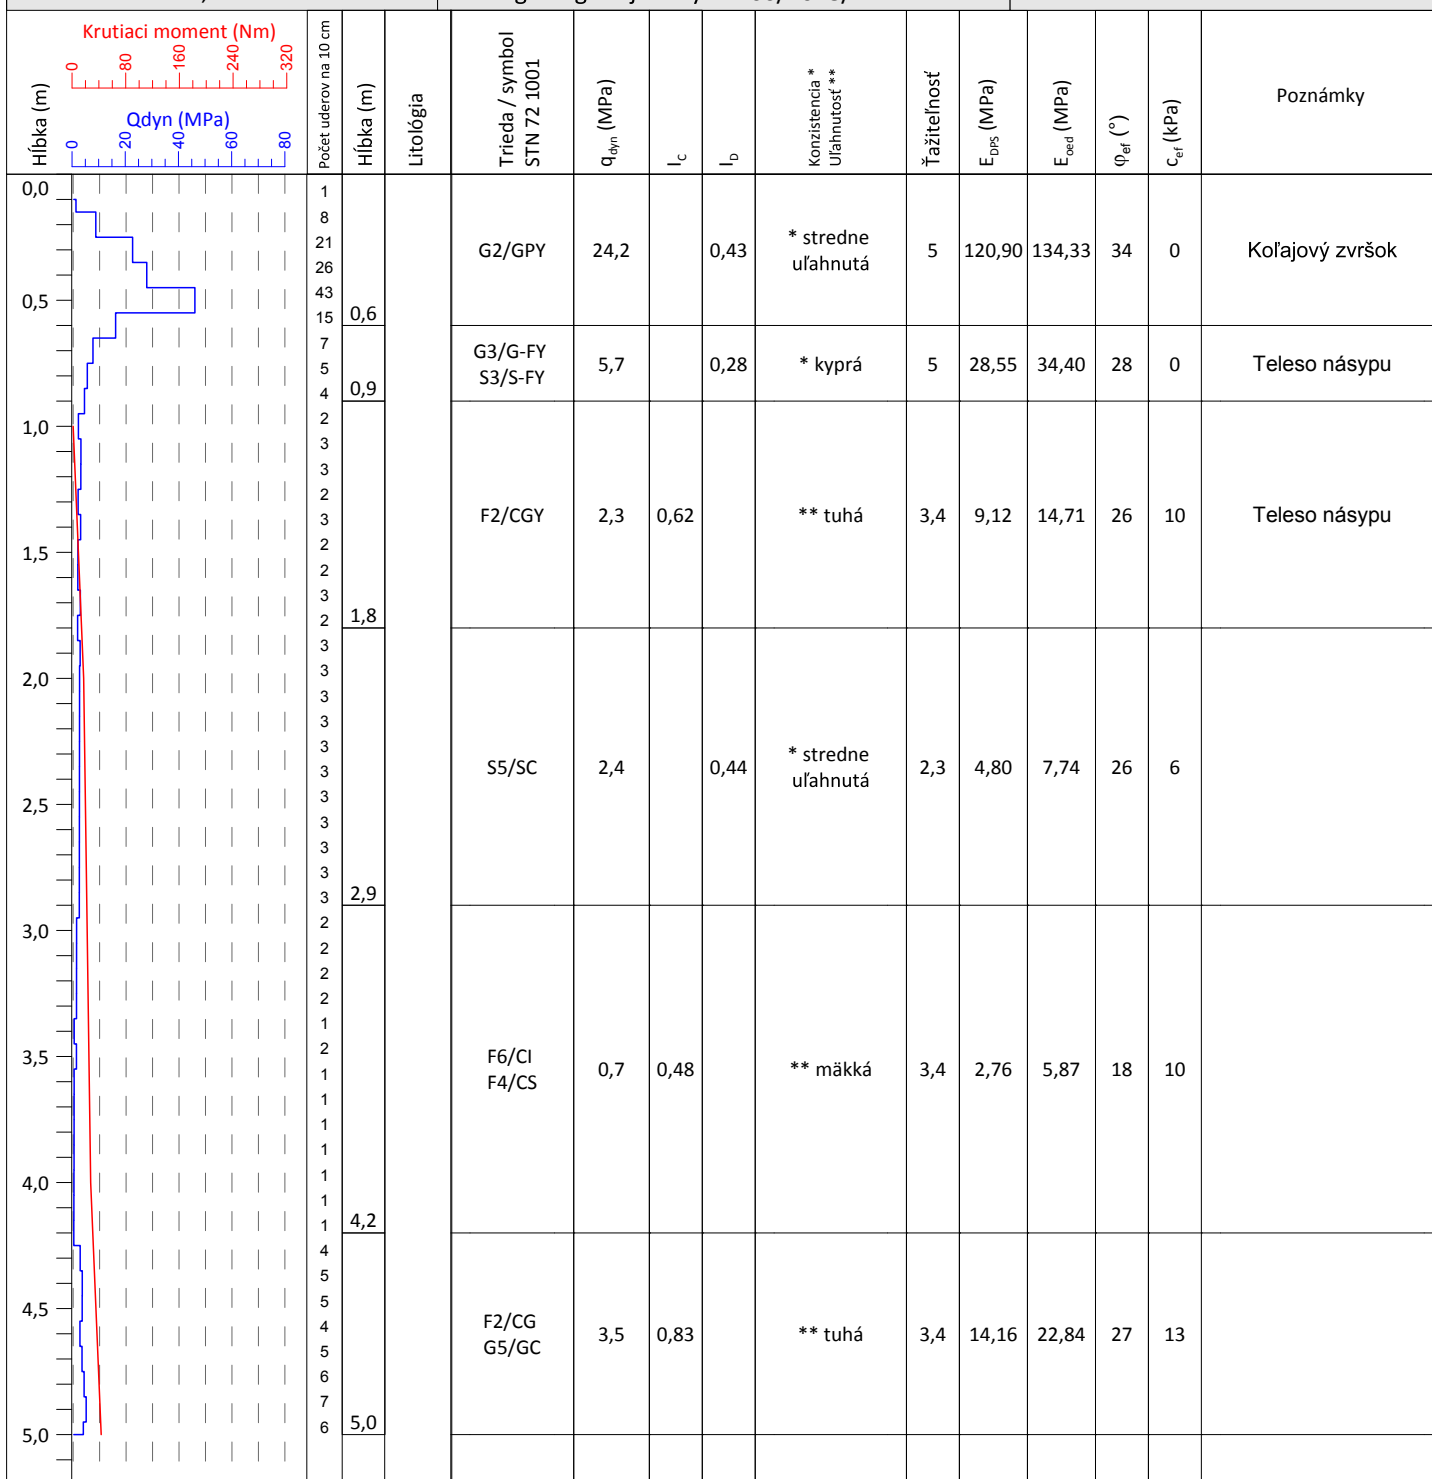 Krutiaci moment (Nm)
0 80 160 240 320
Qdyn (MPa)
0 20 40 60 80
Hĺbka (m)
Počet uderov na 10 cm
Hĺbka (m)
Litológia
Trieda / symbol
STN 72 1001
qdyn (MPa)
IC
ID
Konzistencia *
Uľahnutosť **
Ťažiteľnosť
EDPS (MPa)
Eoed (MPa)
φef (°)
cef (kPa)
Poznámky
0,0
0,5
1,0
1,5
2,0
2,5
3,0
3,5
4,0
4,5
5,0
1
8
21
26
43
15
7
5
4
2
3
3
2
3
2
2
3
2
3
3
3
3
3
3
3
3
3
3
3
2
2
2
2
1
2
1
1
1
1
1
1
1
4
5
5
4
5
6
7
6
0,6
G2/GPY 24,2 0,43 * stredne
uľahnutá 5 120,90 134,33 34 0 Koľajový zvršok
0,9
G3/G-FY
S3/S-FY 5,7 0,28 * kyprá 5 28,55 34,40 28 0 Teleso násypu
1,8
F2/CGY 2,3 0,62 ** tuhá 3,4 9,12 14,71 26 10 Teleso násypu
2,9
S5/SC 2,4 0,44 * stredne
uľahnutá 2,3 4,80 7,74 26 6
4,2
F6/CI
F4/CS 0,7 0,48 ** mäkká 3,4 2,76 5,87 18 10
5,0
F2/CG
G5/GC 3,5 0,83 ** tuhá 3,4 14,16 22,84 27 13